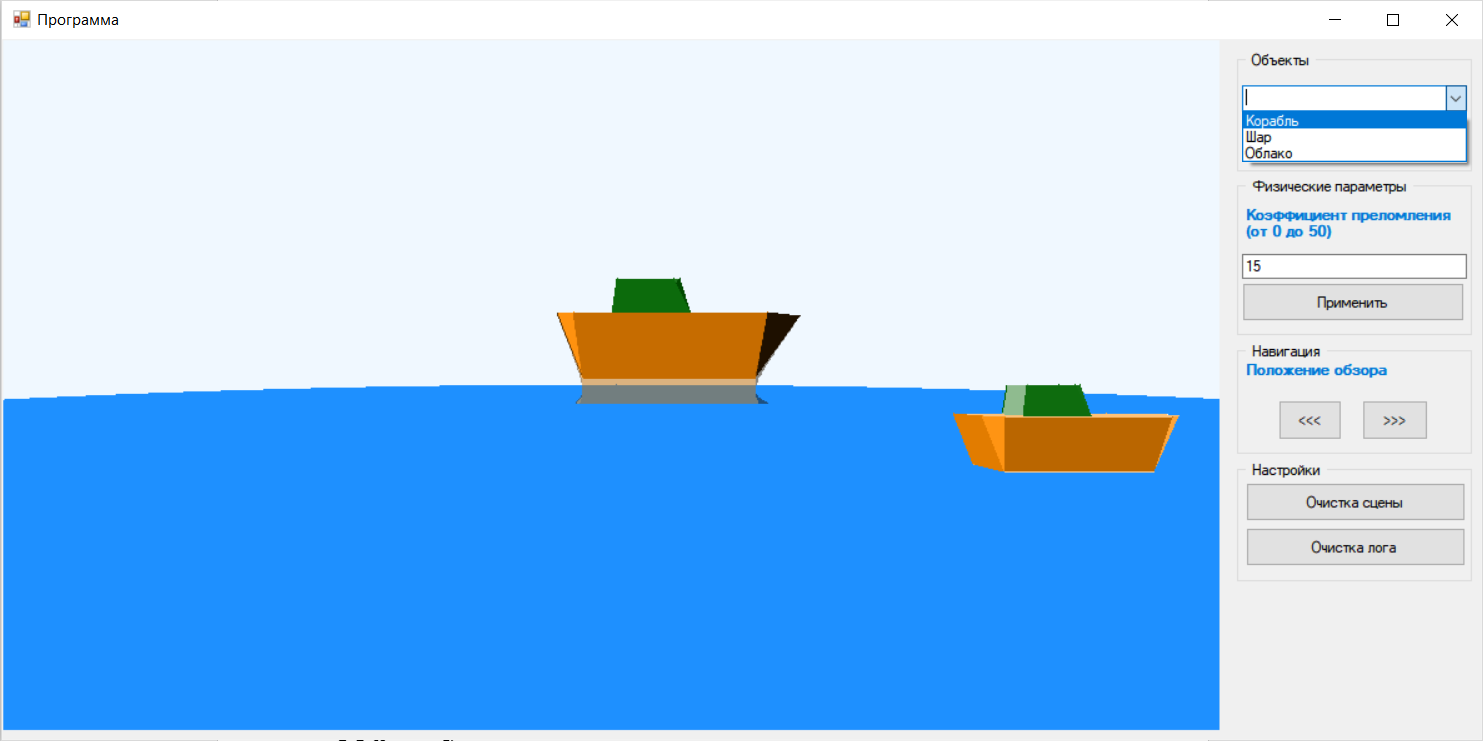 Программа
Объекты
Корабль
Шар
Облако
Физические параметры
Коэффициент преломления
(от 0 до 50)
15
Применить
Навигация
Положение обзора
<<<
>>>
Настройки
Очистка сцены
Очистка лога